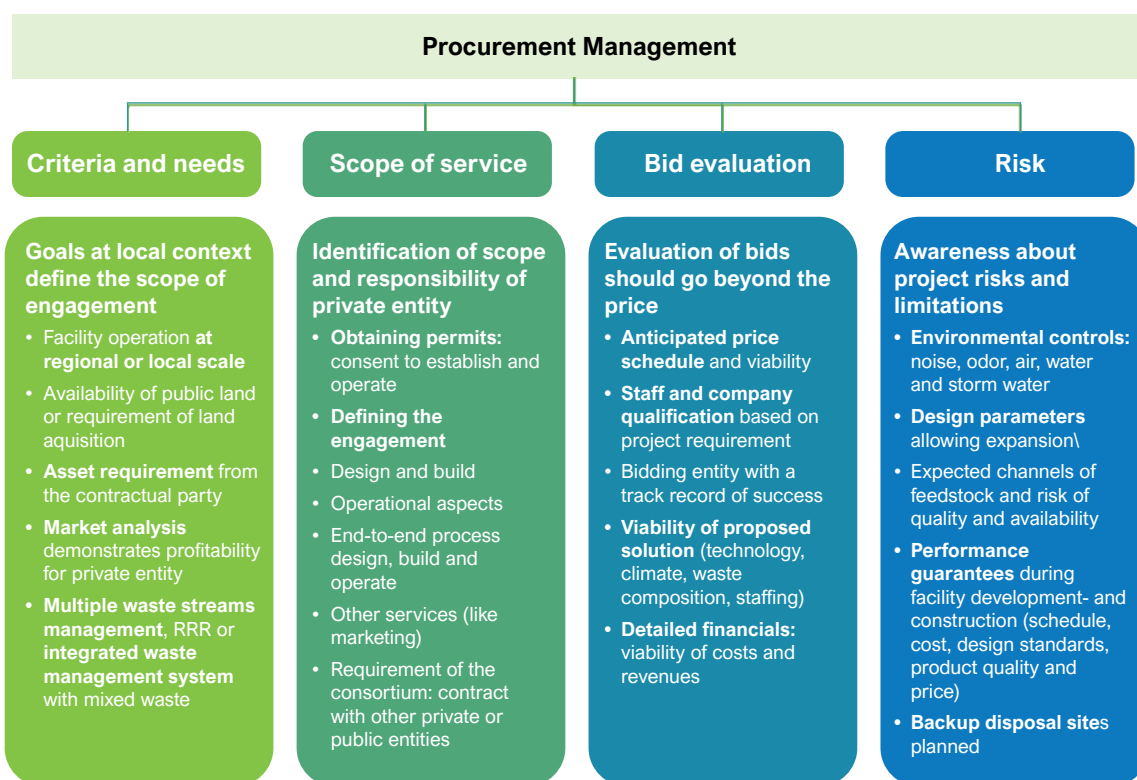 Procurement Management
Criteria and needs
Goals at local context
define the scope of
engagement
• Facility operation at
regional or local scale
• Availability of public land
or requirement of land
aquisition
• Asset requirement from
the contractual party
• Market analysis
demonstrates profitability
for private entity
• Multiple waste streams
management, RRR or
integrated waste
management system
with mixed waste
Scope of service
Identification of scope
and responsibility of
private entity
• Obtaining permits:
consent to establish and
operate
• Defining the
engagement
• Design and build
• Operational aspects
• End-to-end process
design, build and
operate
• Other services (like
marketing)
• Requirement of the
consortium: contract
with other private or
public entities
Bid evaluation
Evaluation of bids
should go beyond the
price
• Anticipated price
schedule and viability
• Staff and company
qualification based on
project requirement
• Bidding entity with a
track record of success
• Viability of proposed
solution (technology,
climate, waste
composition, staffing)
• Detailed financials:
viability of costs and
revenues
Risk
Awareness about
project risks and
limitations
• Environmental controls:
noise, odor, air, water
and storm water
• Design parameters
allowing expansion\
• Expected channels of
feedstock and risk of
quality and availability
• Performance
guarantees during
facility development- and
construction (schedule,
cost, design standards,
product quality and
price)
• Backup disposal sites
planned